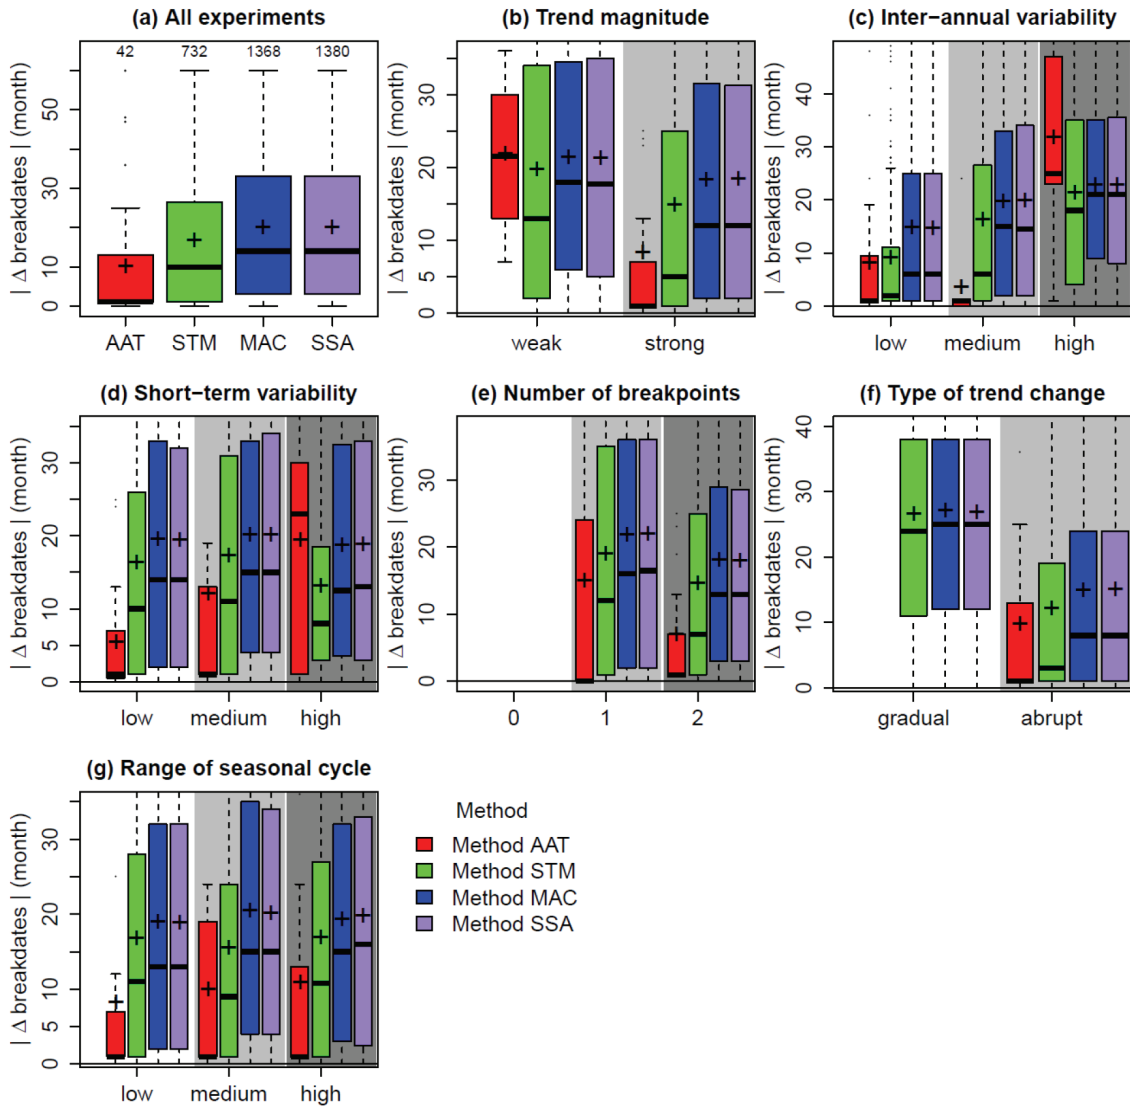 (a) All experiments
42 732 1368 1380
| Δ breakdates | (month)
0 10 30 50
AAT STM MAC SSA
(b) Trend magnitude
| Δ breakdates | (month)
0 5 10 20 30
weak strong
(c) Inter−annual variability
| Δ breakdates | (month)
0 10 20 30 40
low medium high
(d) Short−term variability
| Δ breakdates | (month)
0 5 10 20 30
low medium high
(e) Number of breakpoints
| Δ breakdates | (month)
0 10 20 30
0 1 2
(f) Type of trend change
| Δ breakdates | (month)
0 10 20 30 40
gradual abrupt
(g) Range of seasonal cycle
| Δ breakdates | (month)
0 5 10 20 30
low medium high
Method
Method AAT
Method STM
Method MAC
Method SSA